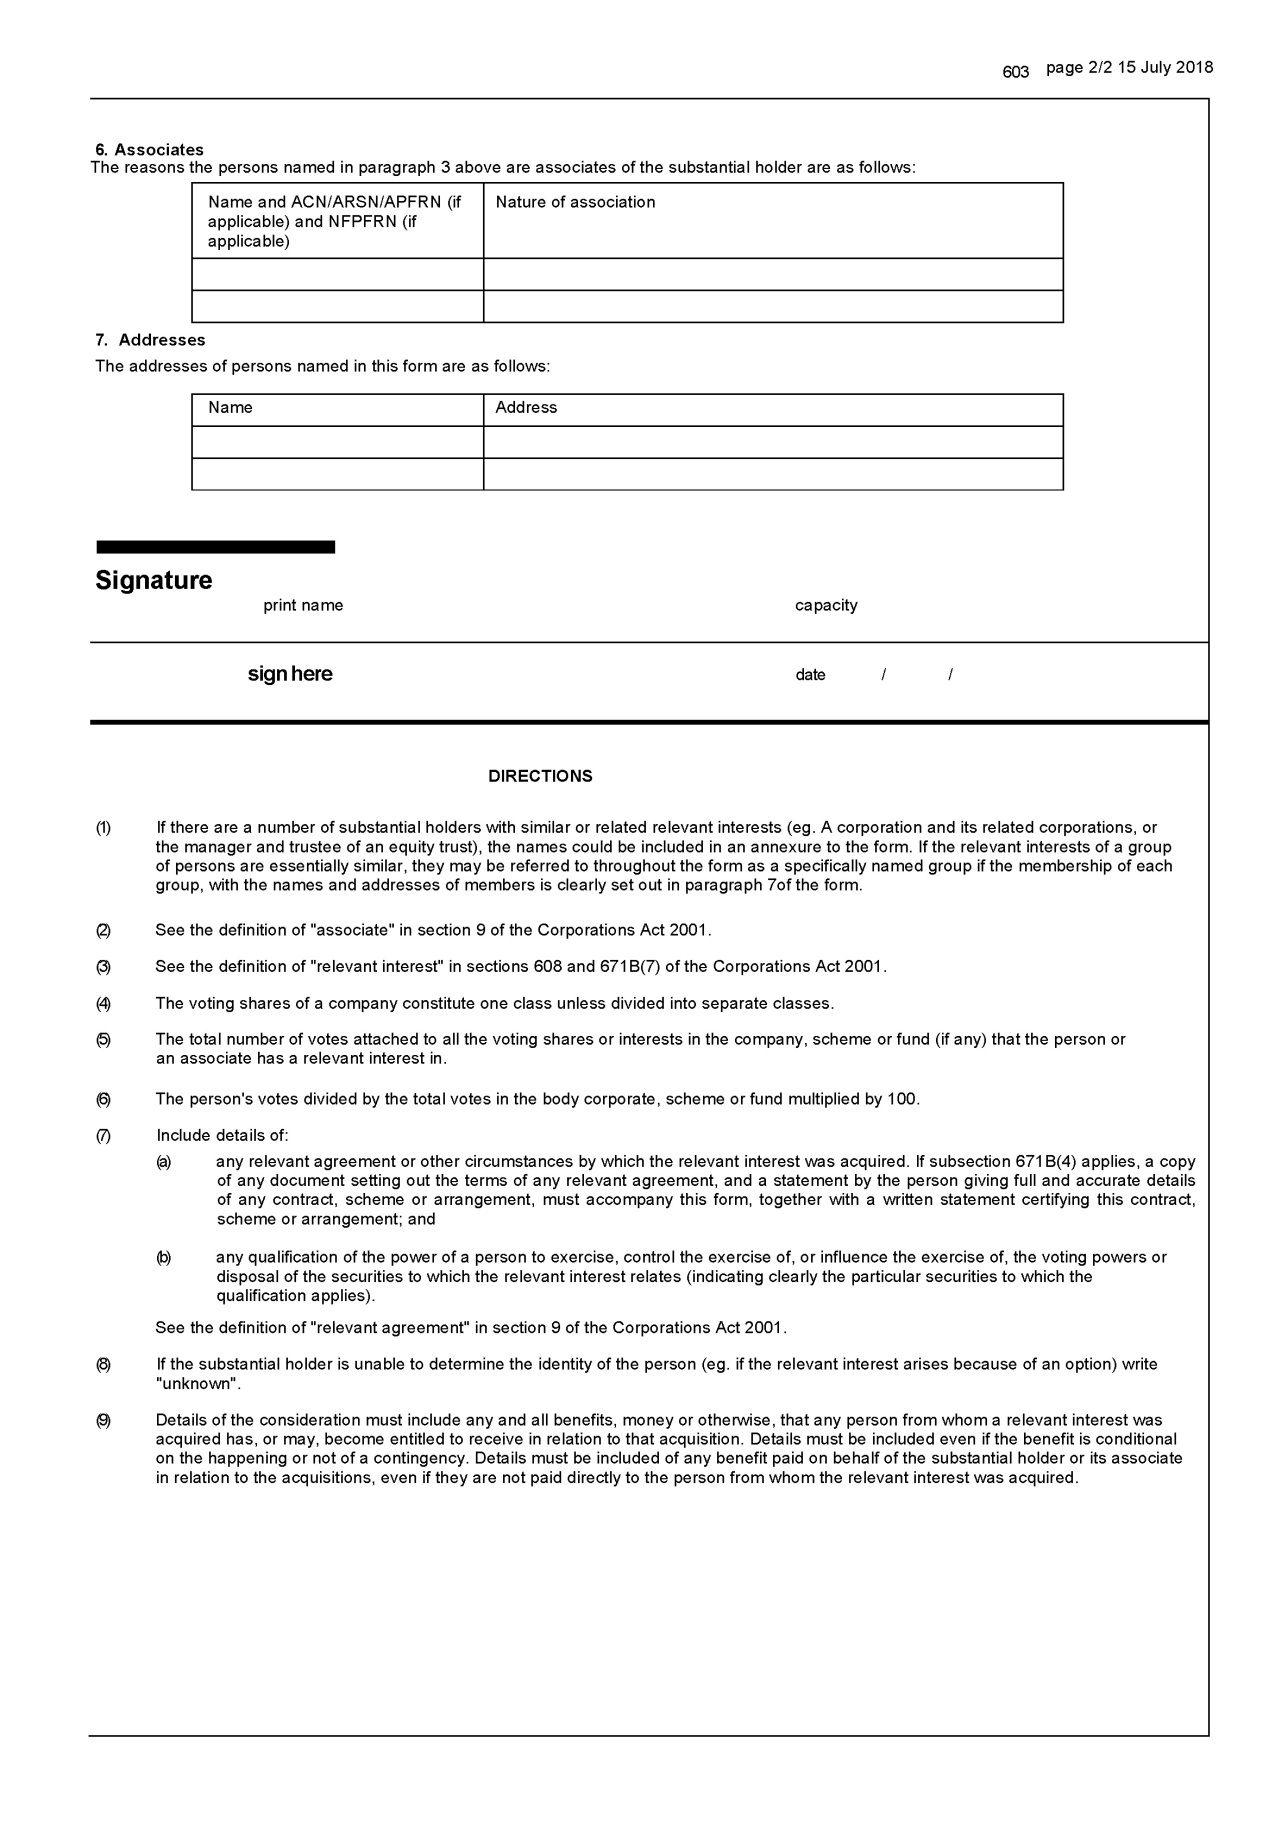 603 page 2/2 15 July 2018
6. Associates
The reasons the persons named in paragraph 3 above are associates of the substantial holder are as follows:
Name and ACN/ARSN/APFRN (if
applicable) and NFPFRN (if
applicable)
Nature of association
7. Addresses
The addresses of persons named in this form are as follows:
Name
Address
Signature
print name
capacity
sign here
date / /
DIRECTIONS
(1) If there are a number of substantial holders with similar or related relevant interests (eg. A corporation and its related corporations, or
the manager and trustee of an equity trust), the names could be included in an annexure to the form. If the relevant interests of a group
of persons are essentially similar, they may be referred to throughout the form as a specifically named group if the membership of each
group, with the names and addresses of members is clearly set out in paragraph 7of the form.
(2) See the definition of "associate" in section 9 of the Corporations Act 2001.
(3) See the definition of "relevant interest" in sections 608 and 671B(7) of the Corporations Act 2001.
(4) The voting shares of a company constitute one class unless divided into separate classes.
(5) The total number of votes attached to all the voting shares or interests in the company, scheme or fund (if any) that the person or
an associate has a relevant interest in.
(6) The person's votes divided by the total votes in the body corporate, scheme or fund multiplied by 100.
(7) Include details of:
(a) any relevant agreement or other circumstances by which the relevant interest was acquired. If subsection 671B(4) applies, a copy
of any document setting out the terms of any relevant agreement, and a statement by the person giving full and accurate details
of any contract, scheme or arrangement, must accompany this form, together with a written statement certifying this contract,
scheme or arrangement; and
(b) any qualification of the power of a person to exercise, control the exercise of, or influence the exercise of, the voting powers or
disposal of the securities to which the relevant interest relates (indicating clearly the particular securities to which the
qualification applies).
See the definition of "relevant agreement" in section 9 of the Corporations Act 2001.
(8) If the substantial holder is unable to determine the identity of the person (eg. if the relevant interest arises because of an option) write
"unknown".
(9) Details of the consideration must include any and all benefits, money or otherwise, that any person from whom a relevant interest was
acquired has, or may, become entitled to receive in relation to that acquisition. Details must be included even if the benefit is conditional
on the happening or not of a contingency. Details must be included of any benefit paid on behalf of the substantial holder or its associate
in relation to the acquisitions, even if they are not paid directly to the person from whom the relevant interest was acquired.